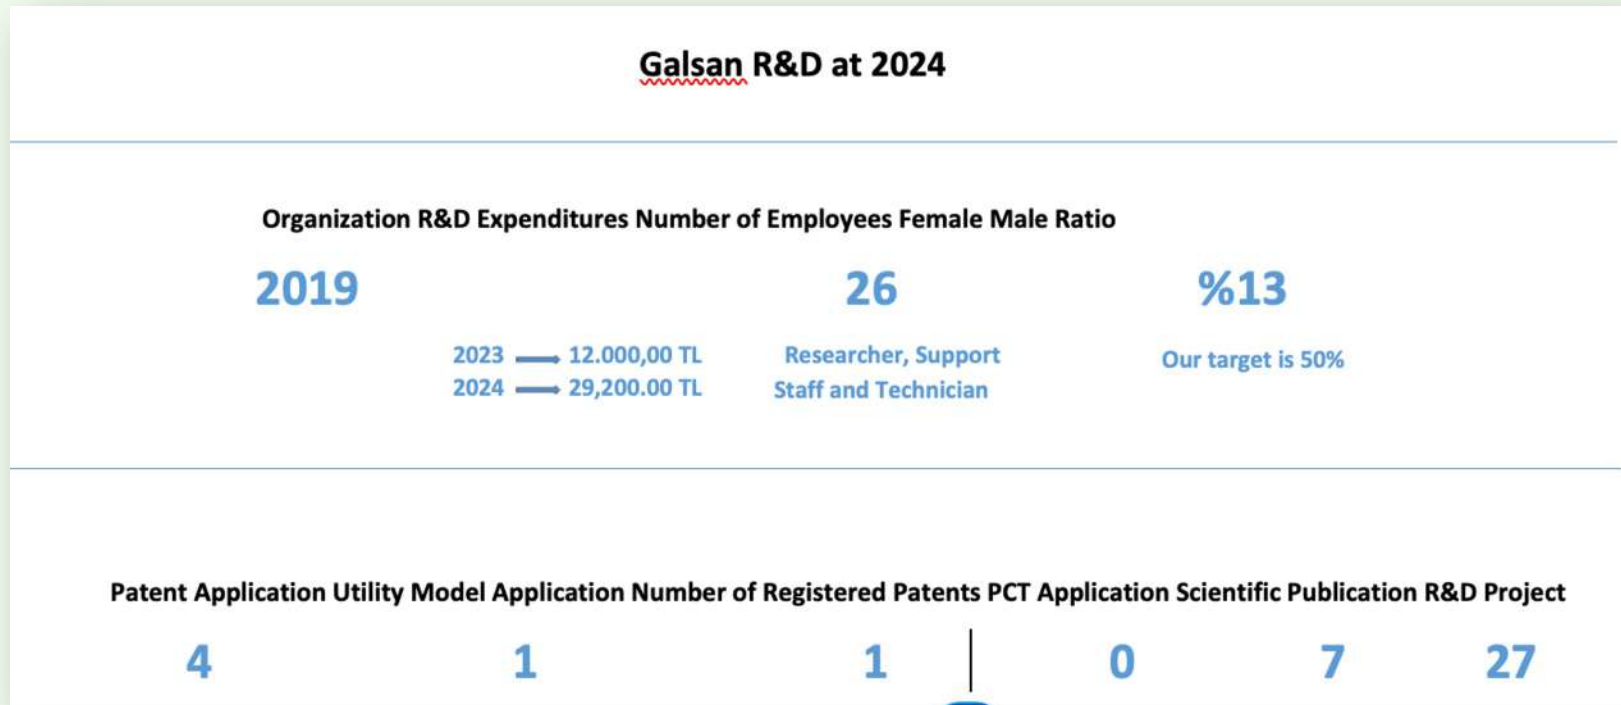 Galsan R&D at 2024
Organization R&D Expenditures Number of Employees Female Male Ratio
2019 26 %13
2023 12.000,00 TL Researcher, Support Our target is 50%
2024 29,200.00 TL Staff and Technician
Patent Application Utility Model Application Number of Registered Patents PCT Application Scientific Publication R&D Project
4 1 1 0 7 27